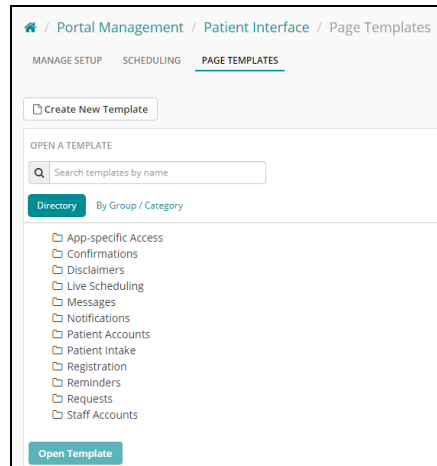 / Portal Management / Patient Interface / Page Templates
MANAGE SETUP SCHEDULING PAGE TEMPLATES
Create New Template
OPEN A TEMPLATE
Search templates by name
Directory By Group / Category
App-specific Access
Confirmations
Disclaimers
Live Scheduling
Messages
Notifications
Patient Accounts
Patient Intake
Registration
Reminders
Requests
Staff Accounts
Open Template